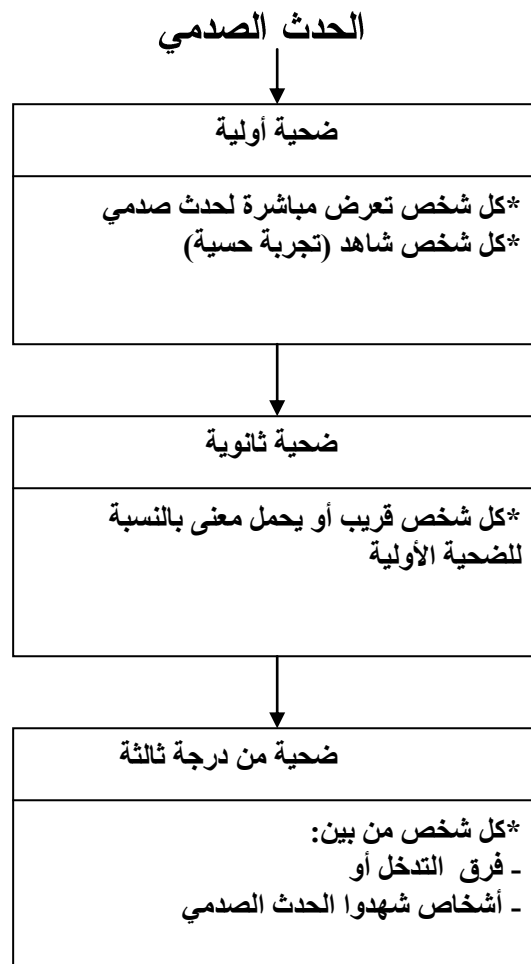 الحدث الصدمي
ضحية أولية
*كل شخص تعرض مباشرة لحدث صدمي
*كل شخص شاهد (تجربة حسية)
ضحية ثانوية
*كل شخص قريب أو يحمل معنى بالنسبة
للضحية الأولية
ضحية من درجة ثالثة
*كل شخص من بين:
- فرق التدخل أو
- أشخاص شهدوا الحدث الصدمي